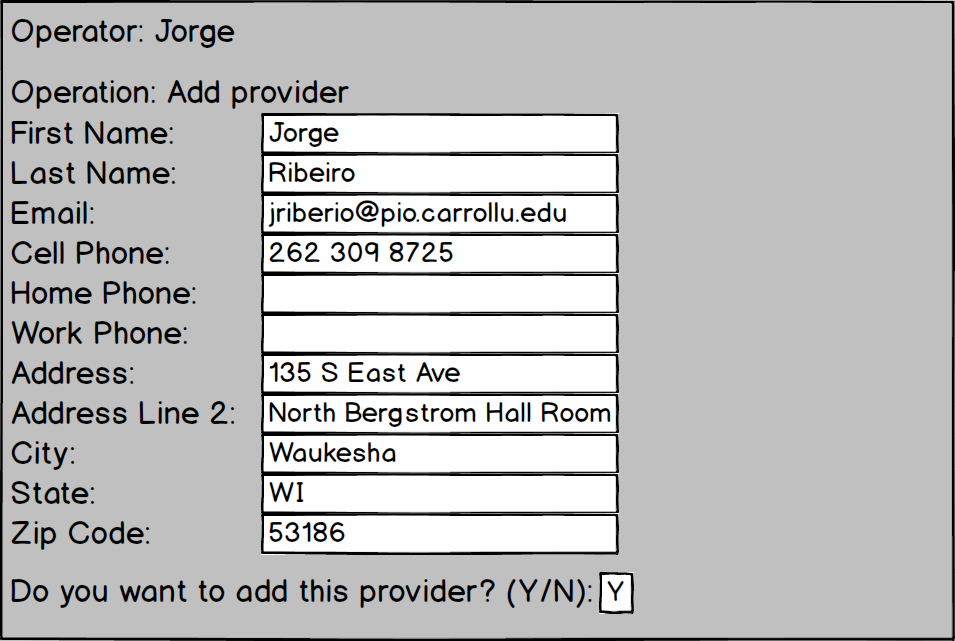 Operator: Jorge
Operation: Add provider
First Name: Jorge
Last Name: Ribeiro
Email: jriberio@pio.carrollu.edu
Cell Phone: 262 309 8725
Home Phone:
Work Phone:
Address: 135 S East Ave
Address Line 2: North Bergstrom Hall Room
City: Waukesha
State: WI
Zip Code: 53186
Do you want to add this provider? (Y/N): Y